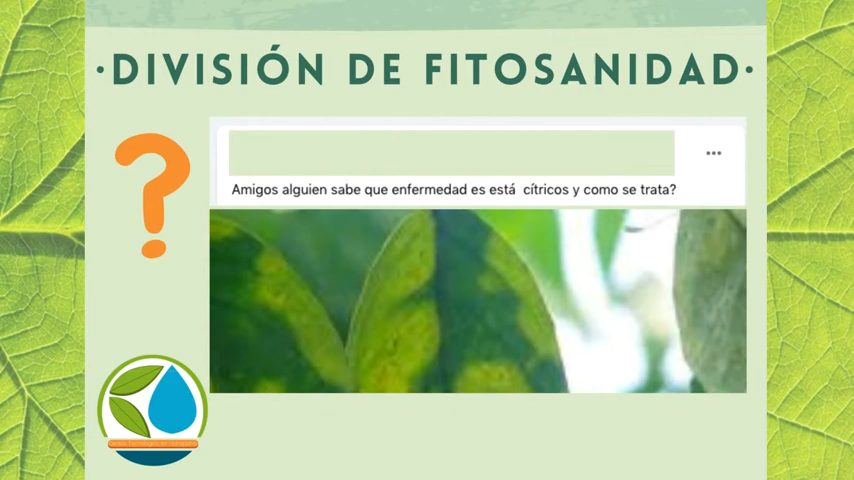 ·DIVISIÓN DE FITOSANIDAD·
?
Amigos alguien sabe que enfermedad es está cítricos y como se trata?